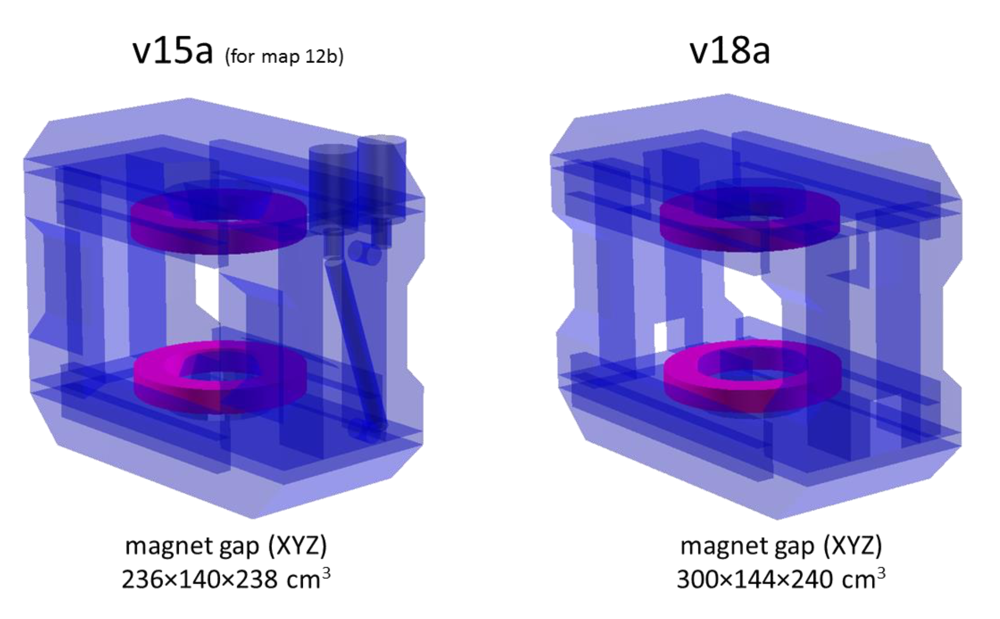 v15a (for map 12b)
v18a
magnet gap (XYZ)
236×140×238 cm³
magnet gap (XYZ)
300×144×240 cm³